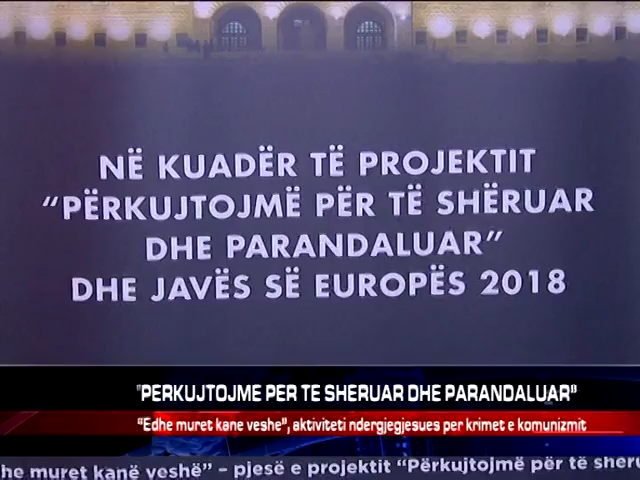 NË KUADËR TË PROJEKTIT
“PËRKUJTOJMË PËR TË SHËRUAR
DHE PARANDALUAR”
DHE JAVËS SË EUROPËS 2018
"PERKUJTOJME PER TE SHERUAR DHE PARANDALUAR"
"Edhe muret kane veshe", aktiviteti ndergjegjesues per krimet e komunizmit
he muret kanë veshë” – pjesë e projektit “Përkujtojmë për të sheru